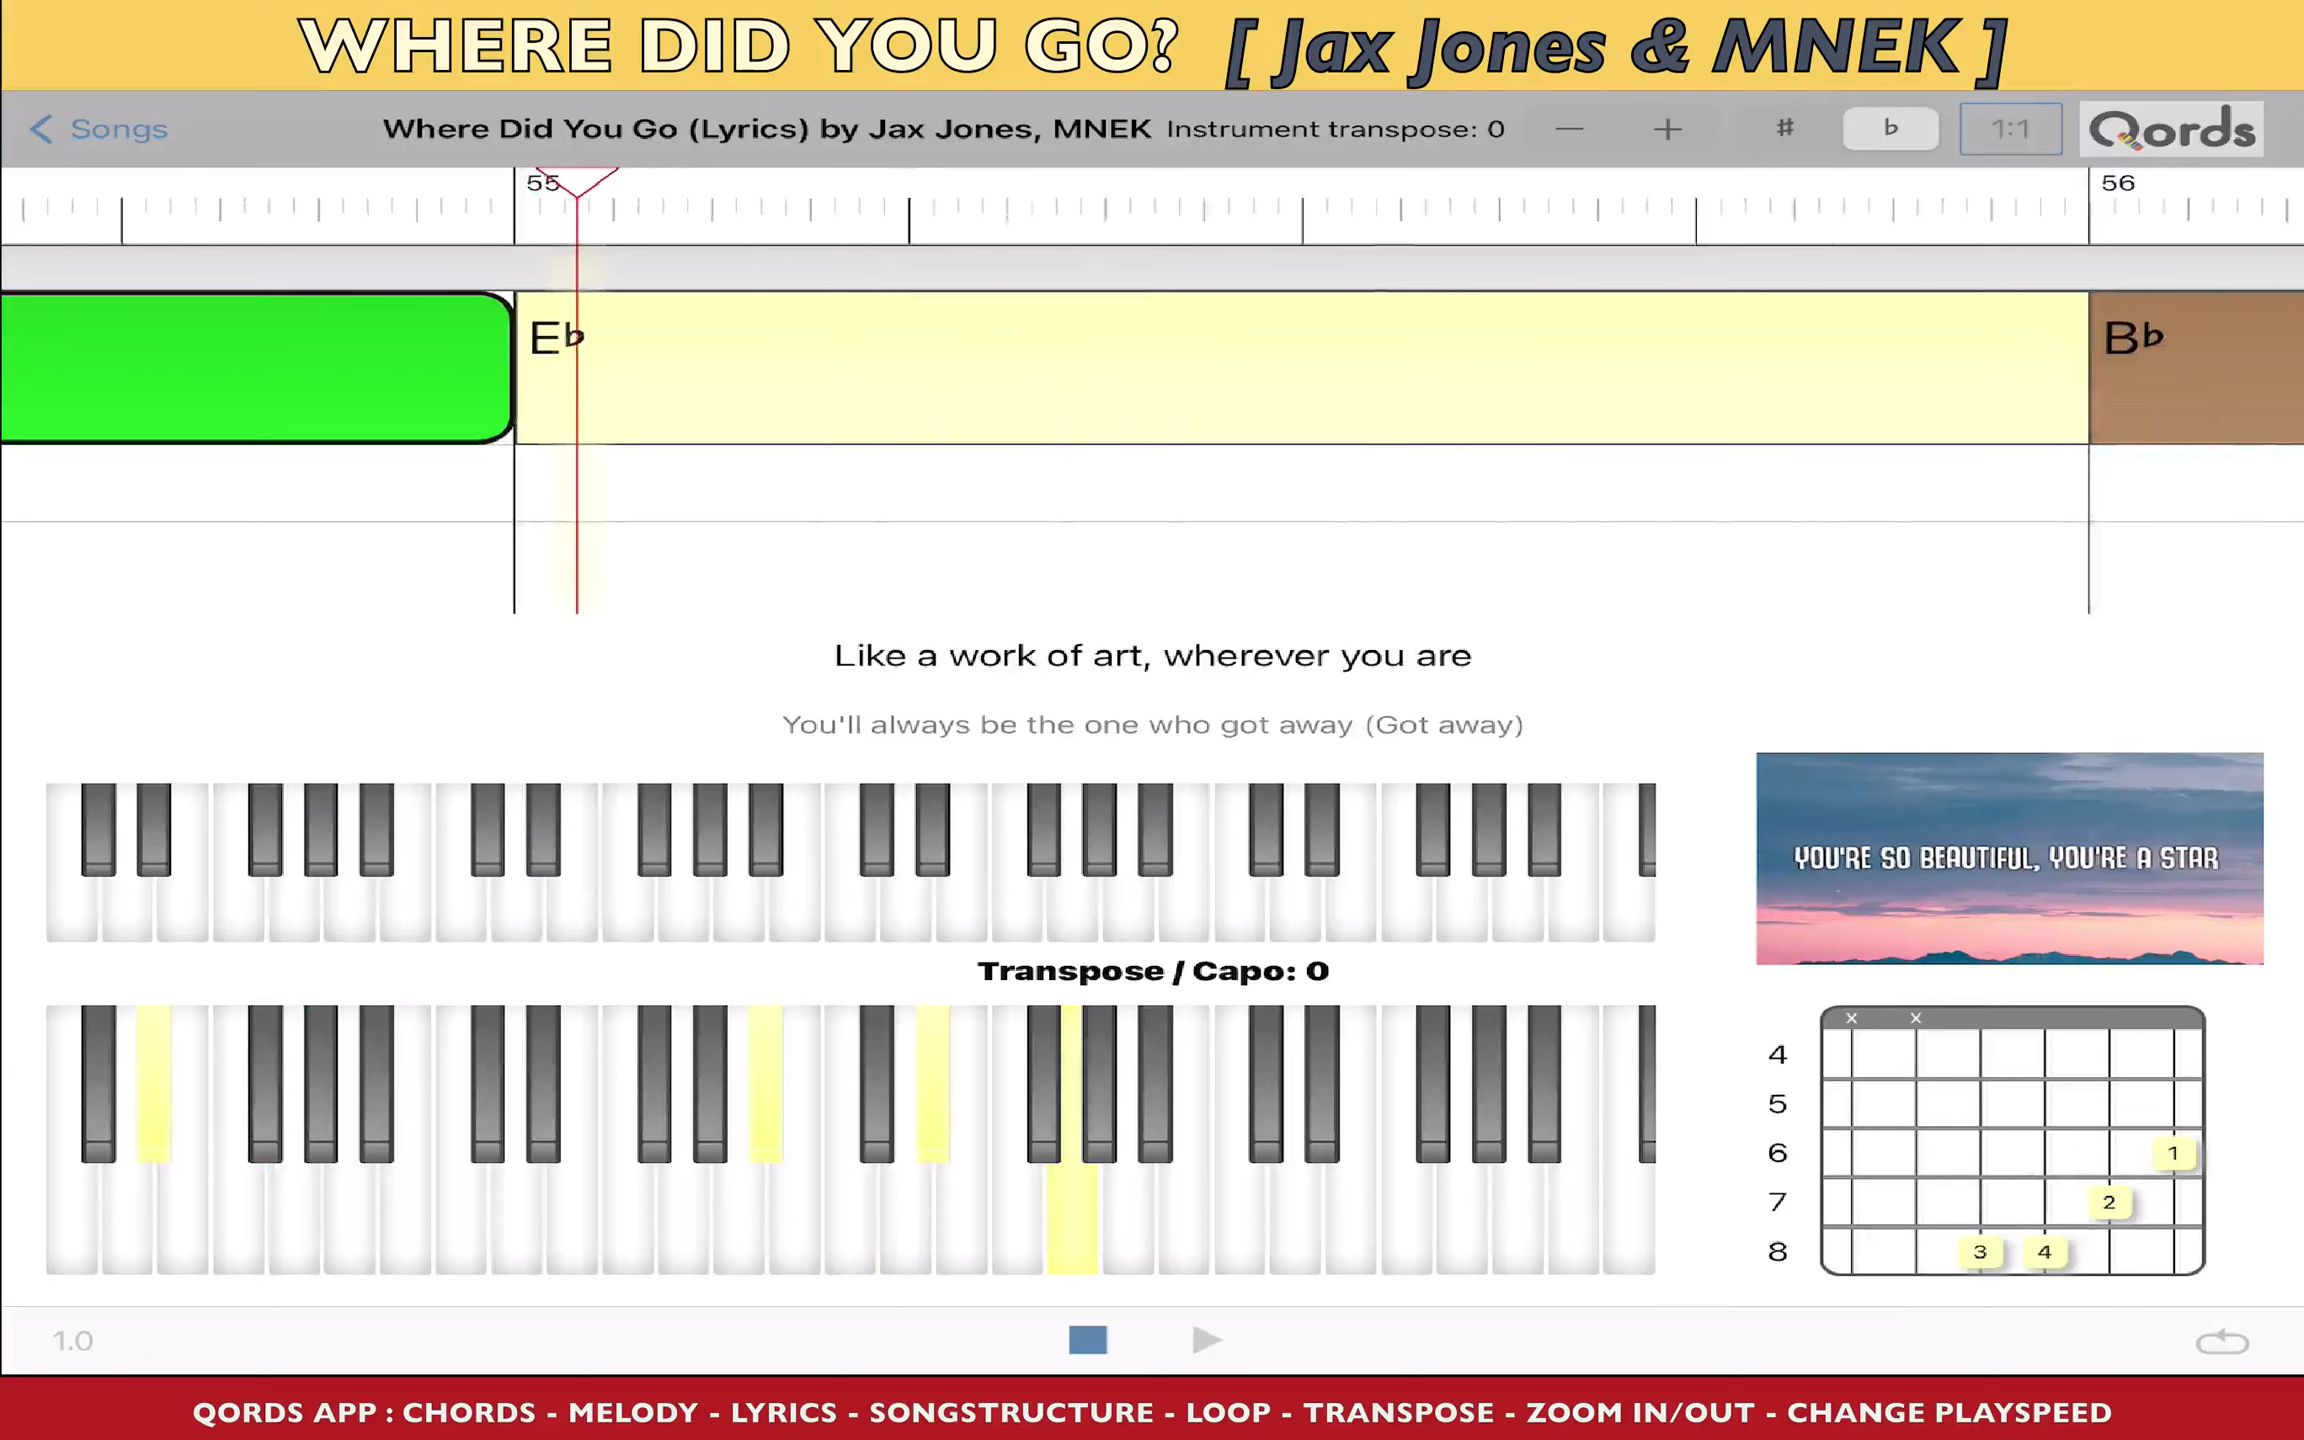 WHERE DID YOU GO? [ Jax Jones & MNEK ]
Songs
Where Did You Go (Lyrics) by Jax Jones, MNEK
Instrument transpose: 0
− + # ♭ 1:1
Qords
55 56
E♭ B♭
Like a work of art, wherever you are
You'll always be the one who got away (Got away)
YOU'RE SO BEAUTIFUL, YOU'RE A STAR
Transpose / Capo: 0
x x
4
5
6 1
7 2
8 3 4
1.0
QORDS APP : CHORDS - MELODY - LYRICS - SONGSTRUCTURE - LOOP - TRANSPOSE - ZOOM IN/OUT - CHANGE PLAYSPEED